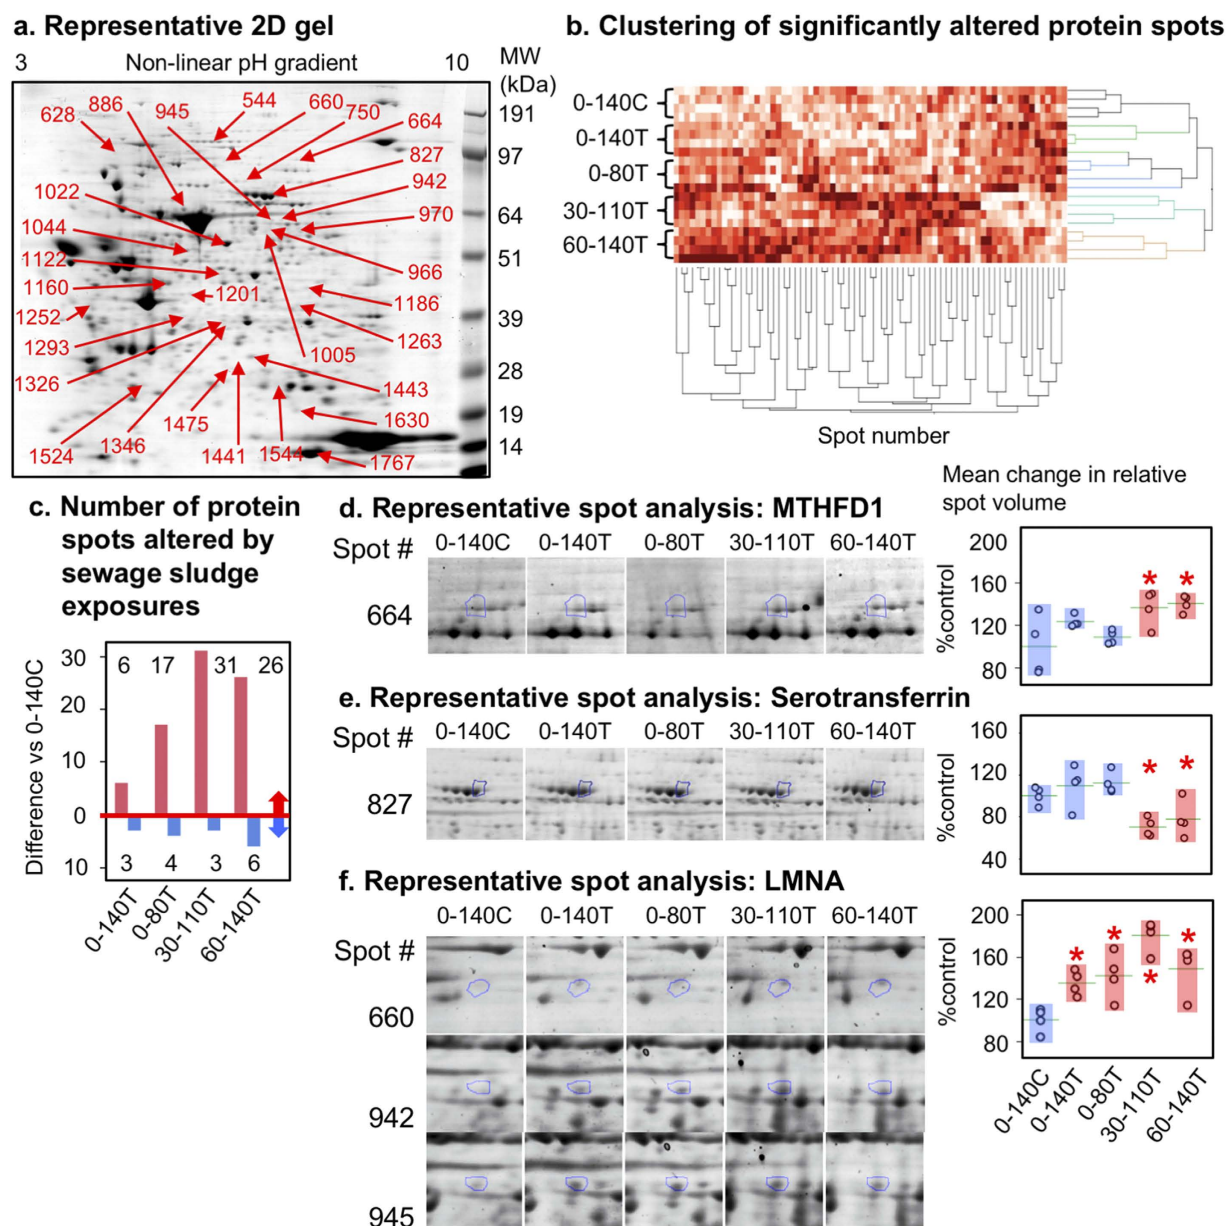 a. Representative 2D gel
3 Non-linear pH gradient 10 MW
(kDa)
886 945 544 660 750
628 664
827
942
1022
970
1044
1122
966
1160
1201
1186
1252
1293
1263
1005
1326
1443
1475
1630
1346
1524 1441 1544 1767
191
97
64
51
39
28
19
14
b. Clustering of significantly altered protein spots
0-140C
0-140T
0-80T
30-110T
60-140T
Spot number
c. Number of protein
spots altered by
sewage sludge
exposures
Difference vs 0-140C
30
20
10
0
10
6 17 31 26
3 4 3 6
0-140T
0-80T
30-110T
60-140T
Mean change in relative
spot volume
d. Representative spot analysis: MTHFD1
Spot # 0-140C 0-140T 0-80T 30-110T 60-140T
664
%control
200
160
120
80
* *
e. Representative spot analysis: Serotransferrin
Spot # 0-140C 0-140T 0-80T 30-110T 60-140T
827
%control
160
120
80
40
* *
f. Representative spot analysis: LMNA
0-140C 0-140T 0-80T 30-110T 60-140T
Spot #
660
942
945
%control
200
160
120
80
* * * *
0-140C
0-140T
0-80T
30-110T
60-140T